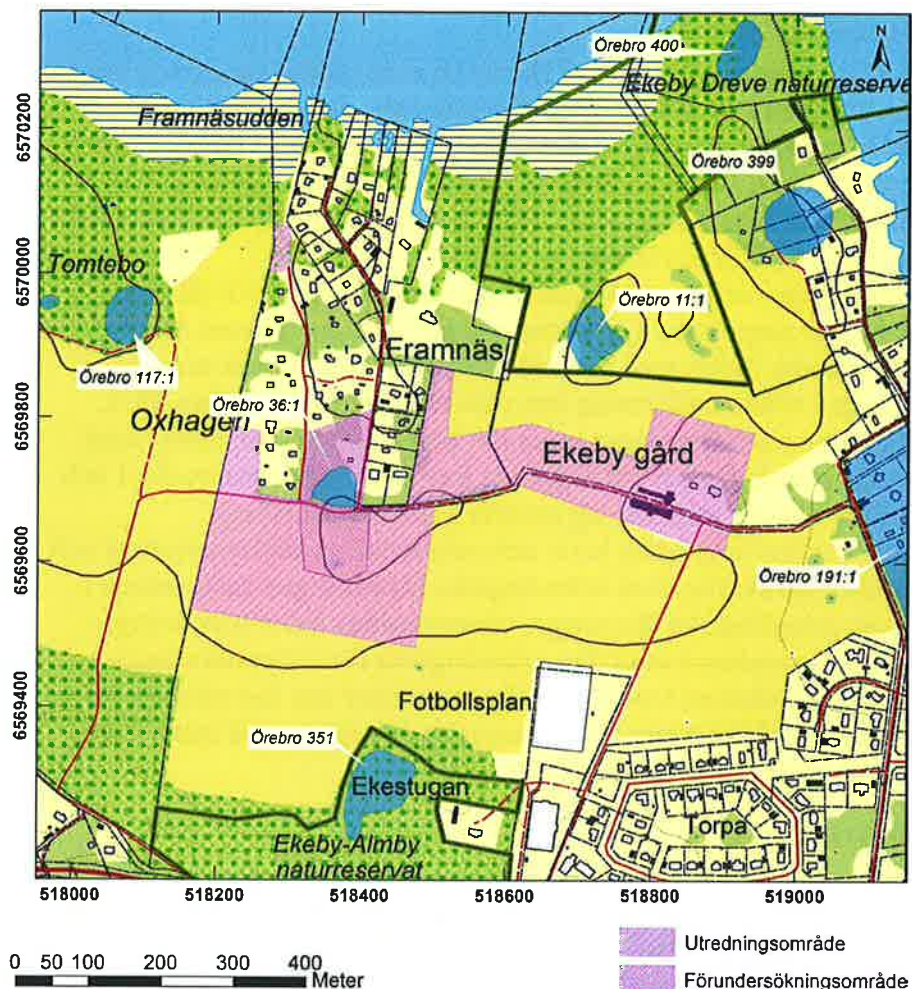 Örebro 400
N
Ekeby Dreve naturreserva
Framnäsudden
6570200
Örebro 399
Tomtebo
6570000
Örebro 11:1
Framnäs
Örebro 117:1
Örebro 36:1
6569800
Oxhagen
Ekeby gård
6569600
Örebro 191:1
6569400
Fotbollsplan
Örebro 351
Ekestugan
Torpa
Ekeby-Almby
naturreservat
518000 518200 518400 518600 518800 519000
0 50 100 200 300 400
Meter
Utredningsområde
Förundersökningsområde